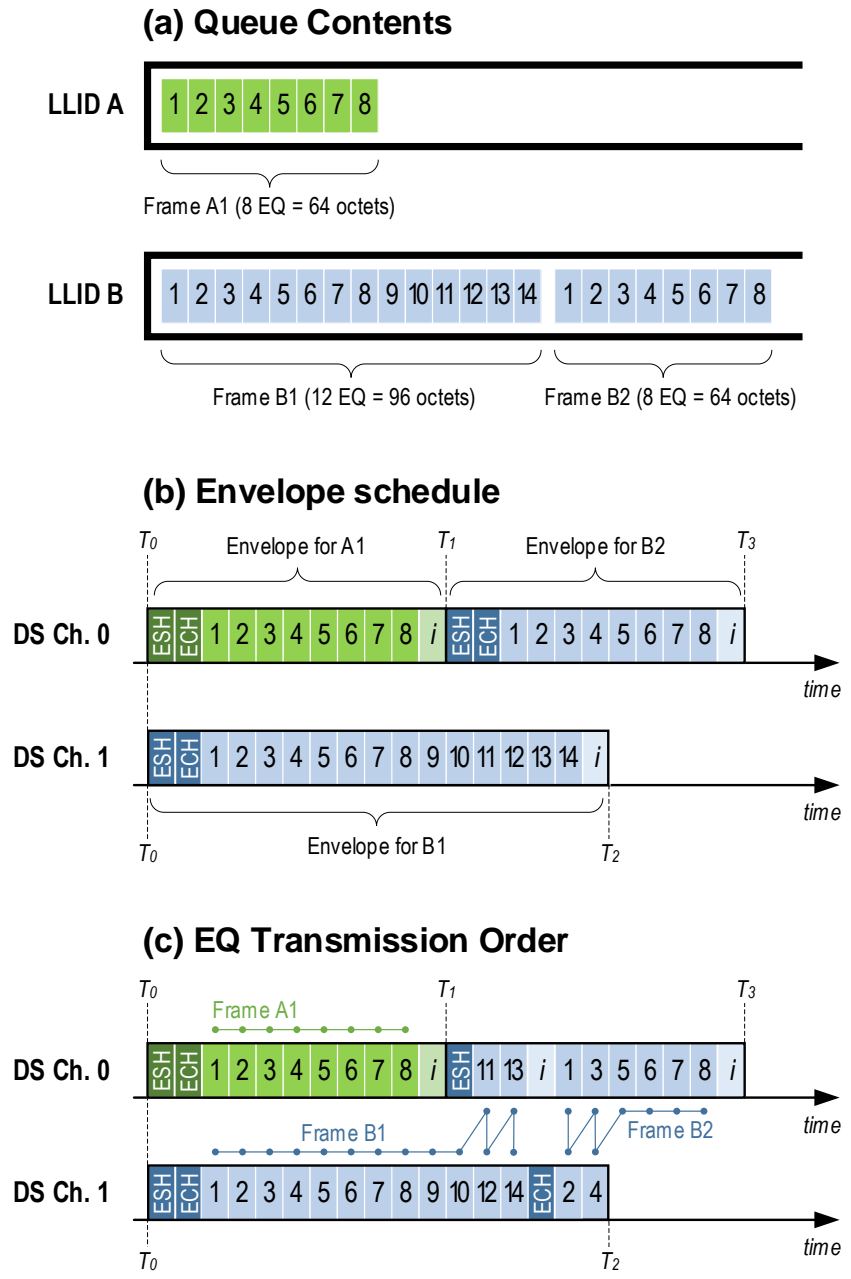 (a) Queue Contents
LLID A
1 2 3 4 5 6 7 8
Frame A1 (8 EQ = 64 octets)
LLID B
1 2 3 4 5 6 7 8 9 10 11 12 13 14 1 2 3 4 5 6 7 8
Frame B1 (12 EQ = 96 octets) Frame B2 (8 EQ = 64 octets)
(b) Envelope schedule
T0 Envelope for A1 T1 Envelope for B2 T3
DS Ch. 0 ESH ECH 1 2 3 4 5 6 7 8 i ESH ECH 1 2 3 4 5 6 7 8 i
time
DS Ch. 1 ESH ECH 1 2 3 4 5 6 7 8 9 10 11 12 13 14 i
time
T0 Envelope for B1 T2
(c) EQ Transmission Order
T0 T1 T3
Frame A1
DS Ch. 0 ESH ECH 1 2 3 4 5 6 7 8 i ESH 11 13 i 1 3 5 6 7 8 i
time
Frame B1 Frame B2
DS Ch. 1 ESH ECH 1 2 3 4 5 6 7 8 9 10 12 14 ECH 2 4
time
T0 T2